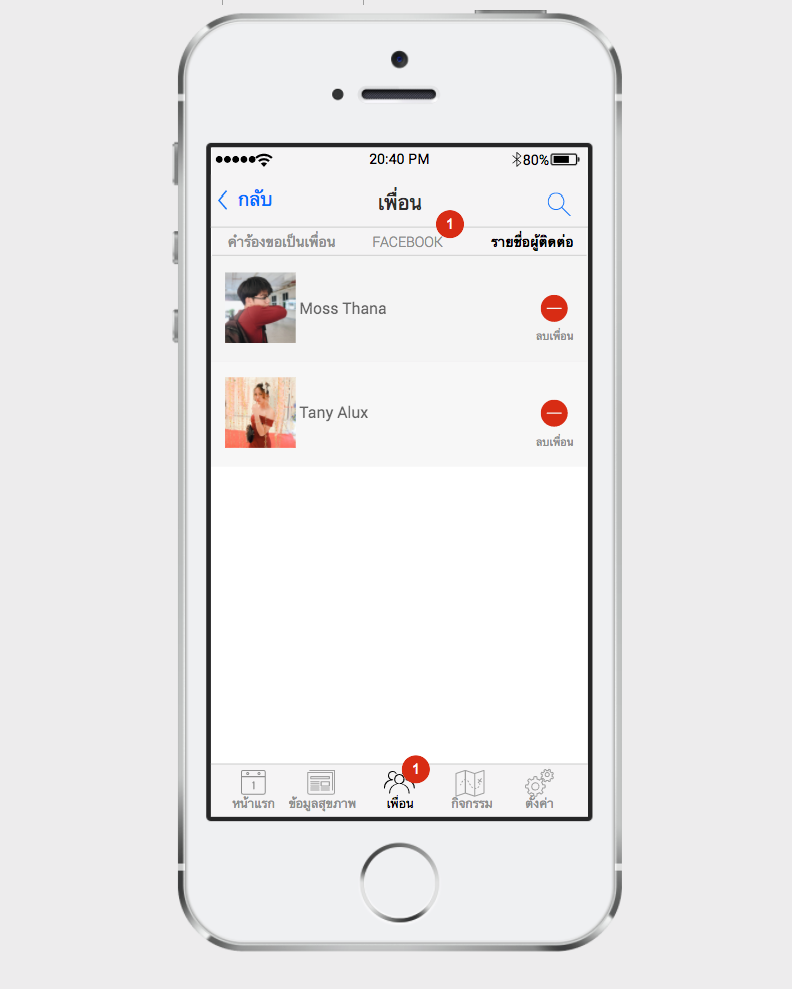 20:40 PM
80%
กลับ
เพื่อน
1
คำร้องขอเป็นเพื่อน
FACEBOOK
รายชื่อผู้ติดต่อ
Moss Thana
ลบเพื่อน
Tany Alux
ลบเพื่อน
1
1
หน้าแรก
ข้อมูลสุขภาพ
เพื่อน
กิจกรรม
ตั้งค่า